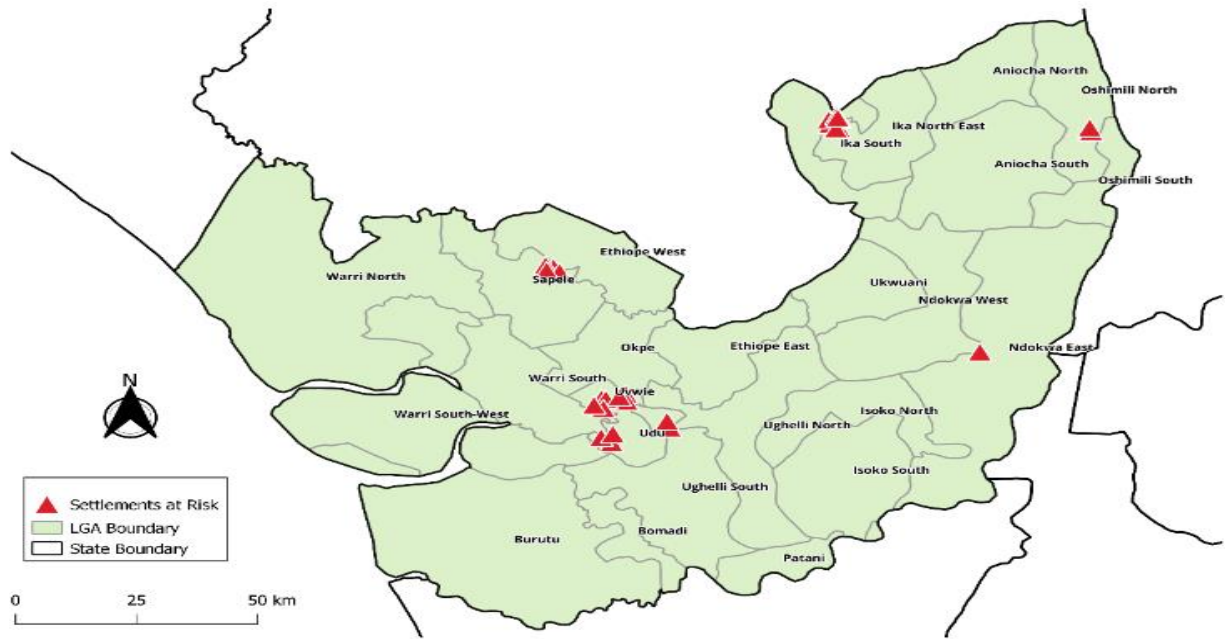 Aniocha North
Oshimili North
Ika North East
Ika South
Aniocha South
Oshimili South
Ethiope West
Warri North
Sapele
Ukwuani
Ndokwa West
Okpe
Ethiope East
Ndokwa East
N
Warri South
Uvwie
Warri South-West
Isoko North
Ughelli North
Udu
Isoko South
Ughelli South
Settlements at Risk
LGA Boundary
State Boundary
Burutu
Bomadi
Patani
0 25 50 km